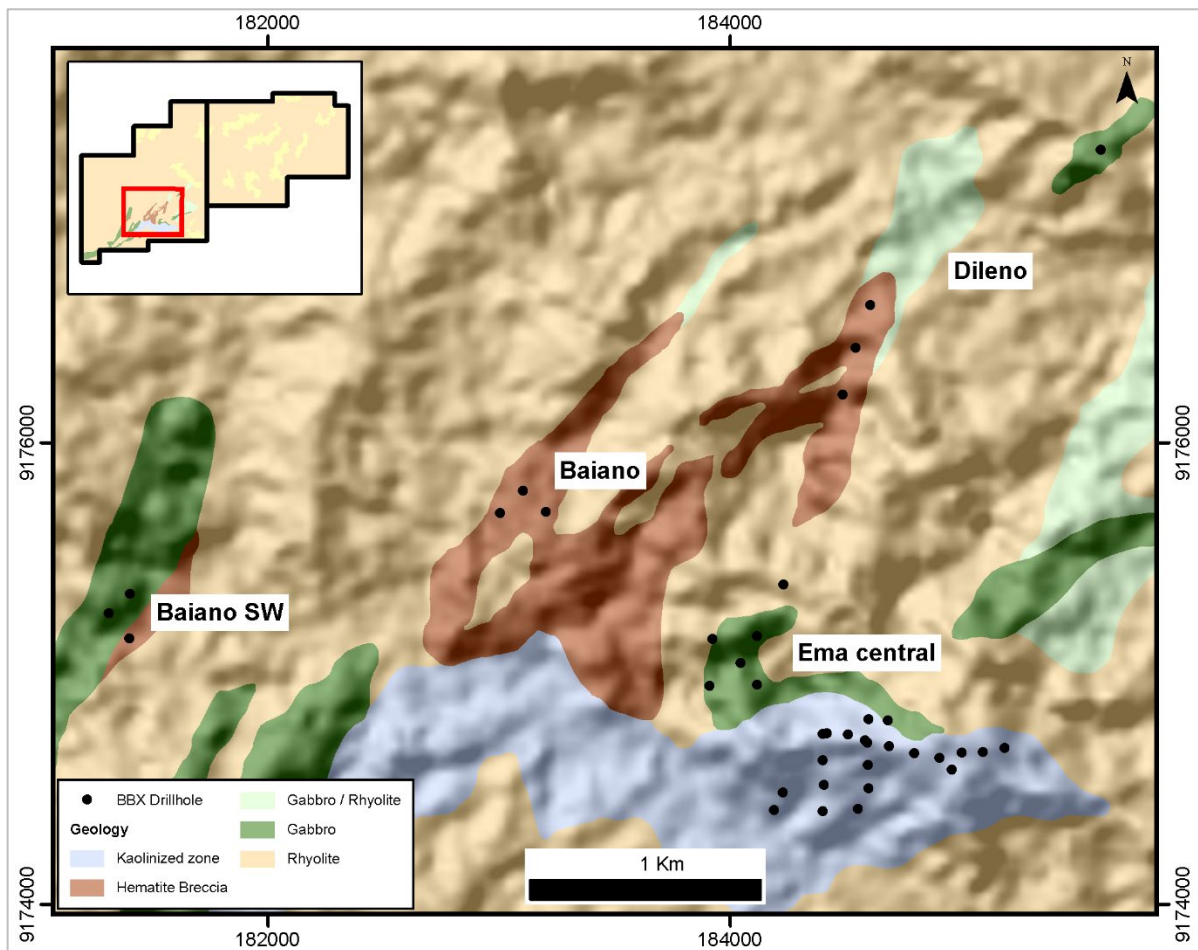 182000
184000
N
Dileno
9176000
9176000
Baiano
Baiano SW
Ema central
BBX Drillhole
Gabbro / Rhyolite
Geology
Gabbro
Kaolinized zone
Rhyolite
Hematite Breccia
1 Km
9174000
9174000
182000
184000